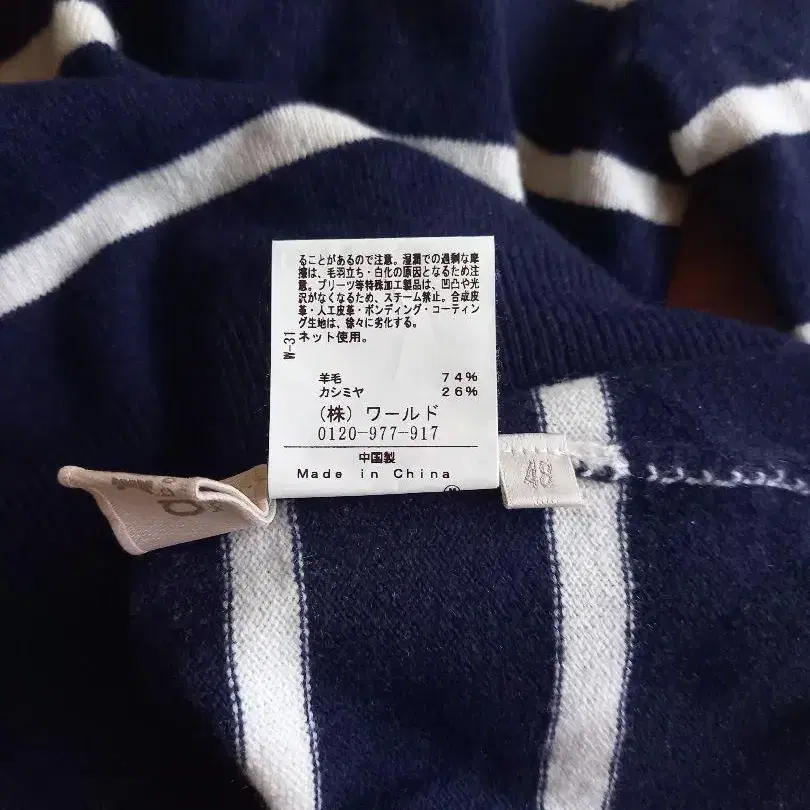 ることがあるので注意。湿潤での過剰な摩
擦は、毛羽立ち・白化の原因となるため注
意。プリーツ等特殊加工製品は、凹凸や光
沢がなくなるため、スチーム禁止。合成皮
革・人工皮革・ボンディング・コーティン
グ生地は、徐々に劣化する。
ネット使用。
W-31
羊毛 74%
カシミヤ 26%
(株) ワールド
0120-977-917
中国製
Made in China
48